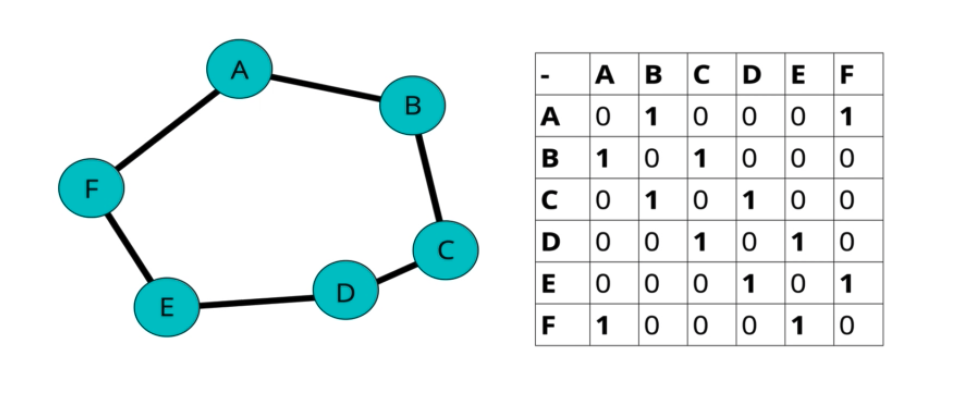 A
B
F
C
D
E
- A B C D E F
A 0 1 0 0 0 1
B 1 0 1 0 0 0
C 0 1 0 1 0 0
D 0 0 1 0 1 0
E 0 0 0 1 0 1
F 1 0 0 0 1 0